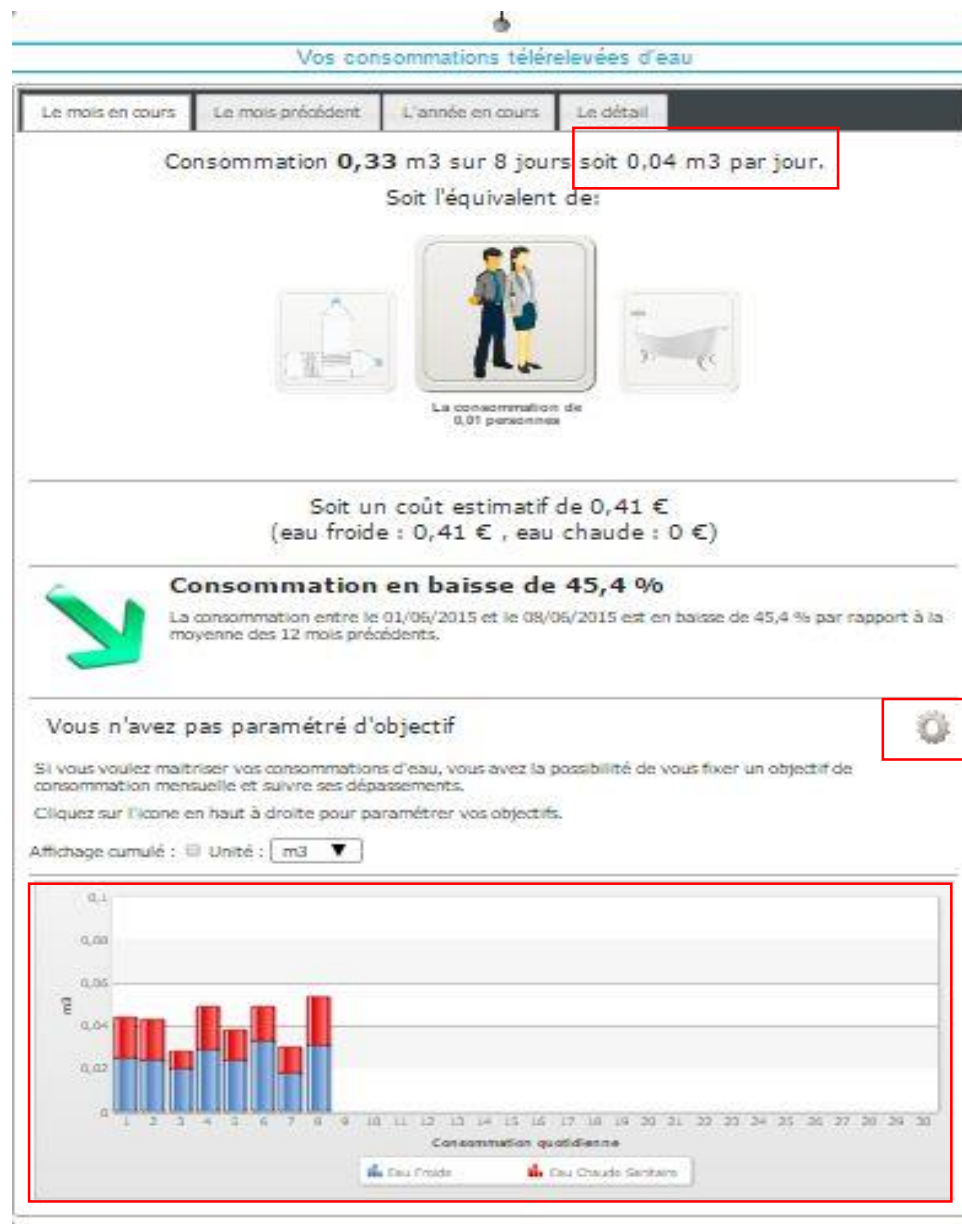 Vos consommations télérelevées d'eau
Le mois en cours Le mois précédent L'année en cours Le détail
Consommation 0,33 m3 sur 8 jours soit 0,04 m3 par jour.
Soit l'équivalent de:
La consommation de
0,01 personnes
Soit un coût estimatif de 0,41 €
(eau froide : 0,41 € , eau chaude : 0 €)
Consommation en baisse de 45,4 %
La consommation entre le 01/06/2015 et le 08/06/2015 est en baisse de 45,4 % par rapport à la
moyenne des 12 mois précédents.
Vous n'avez pas paramétré d'objectif
Si vous voulez maitriser vos consommations d'eau, vous avez la possibilité de vous fixer un objectif de
consommation mensuelle et suivre ses dépassements.
Cliquez sur l'icone en haut à droite pour paramétrer vos objectifs.
Affichage cumulé : Unité : m3
0,1
0,08
0,06
m3
0,04
0,02
0
1 2 3 4 5 6 7 8 9 10 11 12 13 14 15 16 17 18 19 20 21 22 23 24 25 26 27 28 29 30
Consommation quotidienne
Eau Froide Eau Chaude Sanitaire